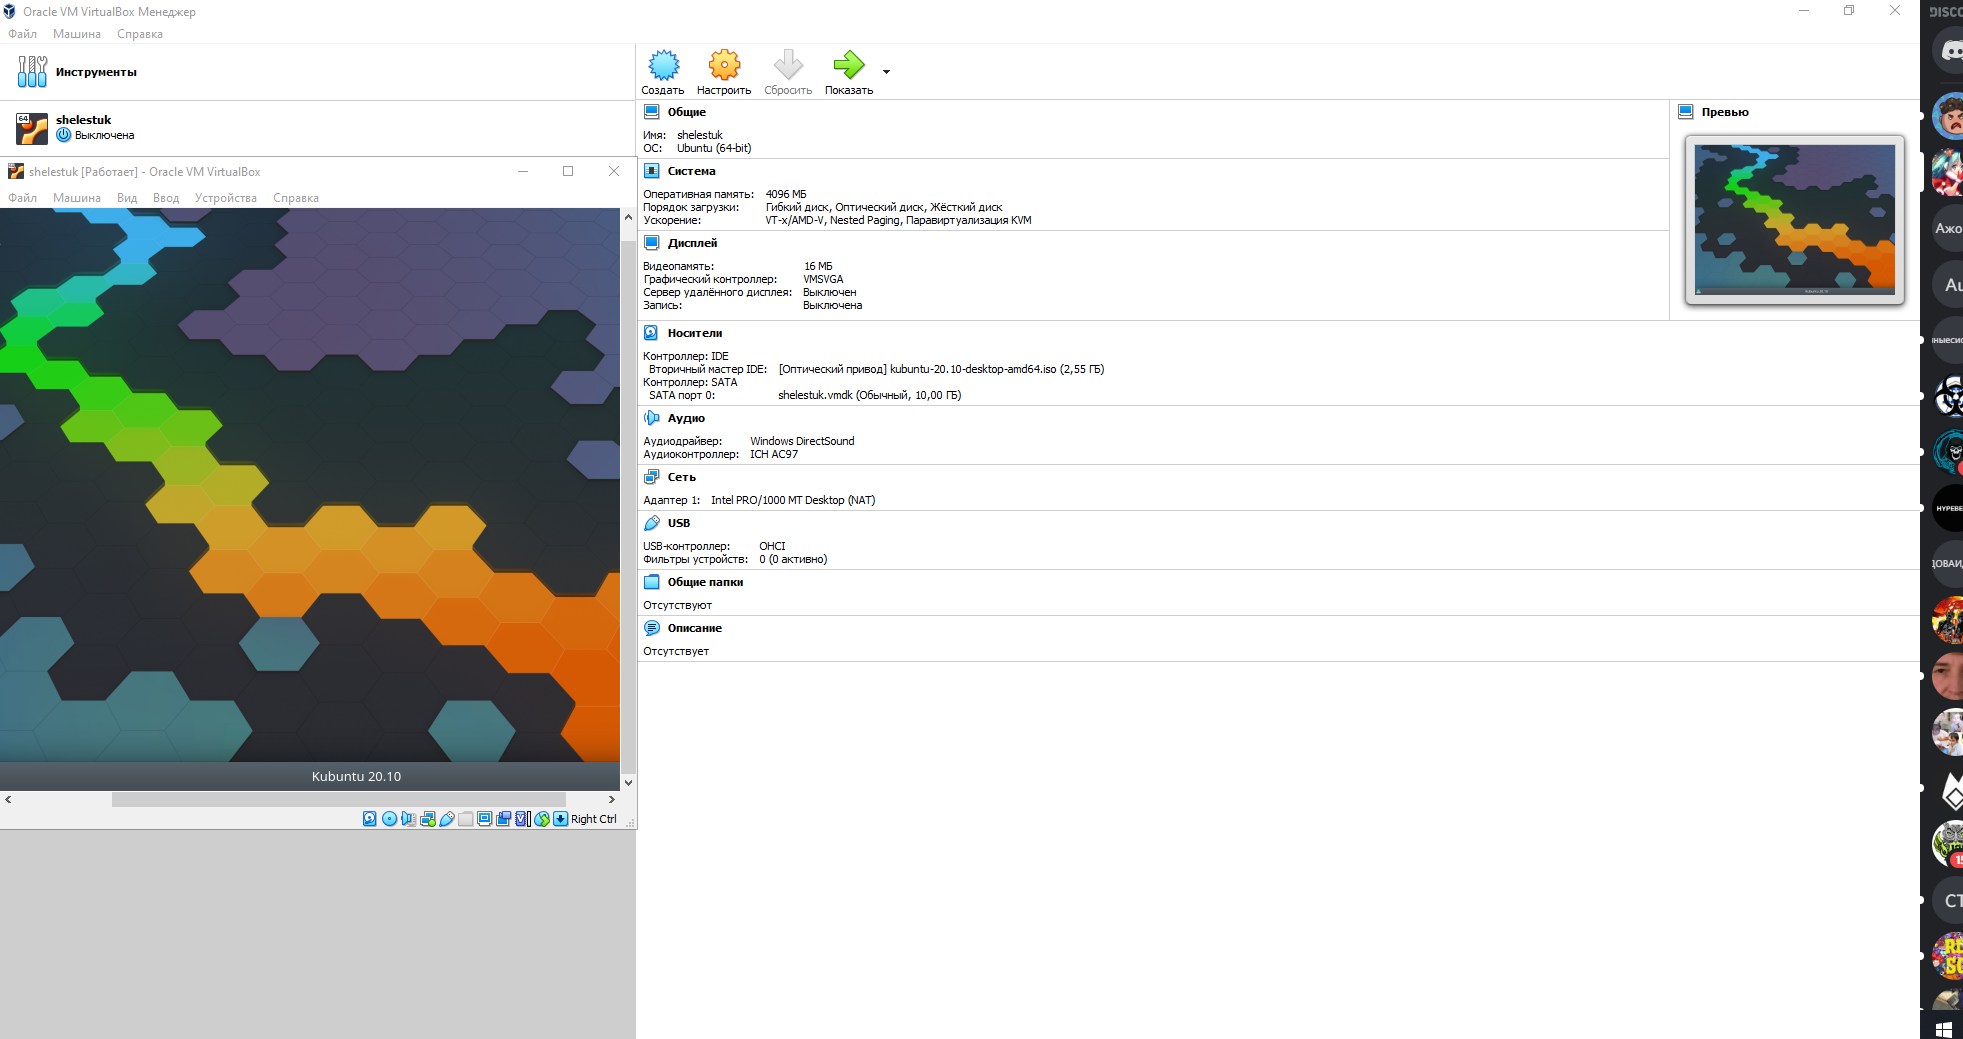 Oracle VM VirtualBox Менеджер
Файл Машина Справка
Инструменты
64
shelestuk
Выключена
Создать Настроить Сбросить Показать
Общие
Имя: shelestuk
ОС: Ubuntu (64-bit)
Система
Оперативная память: 4096 МБ
Порядок загрузки: Гибкий диск, Оптический диск, Жёсткий диск
Ускорение: VT-x/AMD-V, Nested Paging, Паравиртуализация KVM
Дисплей
Видеопамять: 16 МБ
Графический контроллер: VMSVGA
Сервер удалённого дисплея: Выключен
Запись: Выключена
Носители
Контроллер: IDE
Вторичный мастер IDE: [Оптический привод] kubuntu-20.10-desktop-amd64.iso (2,55 ГБ)
Контроллер: SATA
SATA порт 0: shelestuk.vmdk (Обычный, 10,00 ГБ)
Аудио
Аудиодрайвер: Windows DirectSound
Аудиоконтроллер: ICH AC97
Сеть
Адаптер 1: Intel PRO/1000 MT Desktop (NAT)
USB
USB-контроллер: OHCI
Фильтры устройств: 0 (0 активно)
Общие папки
Отсутствуют
Описание
Отсутствует
Превью
shelestuk [Работает] - Oracle VM VirtualBox
Файл Машина Вид Ввод Устройства Справка
Kubuntu 20.10
Right Ctrl
DISCO
Ажо
Au
ныеси
HYPEBE
ДОВАИД
15
СТ